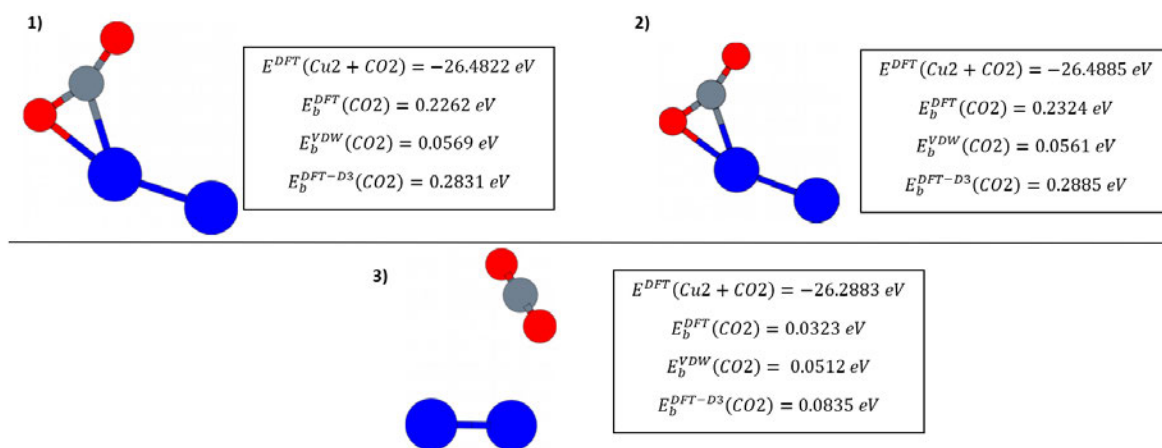 1)
E^DFT(Cu2 + CO2) = −26.4822 eV
E_b^DFT(CO2) = 0.2262 eV
E_b^VDW(CO2) = 0.0569 eV
E_b^DFT−D3(CO2) = 0.2831 eV
2)
E^DFT(Cu2 + CO2) = −26.4885 eV
E_b^DFT(CO2) = 0.2324 eV
E_b^VDW(CO2) = 0.0561 eV
E_b^DFT−D3(CO2) = 0.2885 eV
3)
E^DFT(Cu2 + CO2) = −26.2883 eV
E_b^DFT(CO2) = 0.0323 eV
E_b^VDW(CO2) = 0.0512 eV
E_b^DFT−D3(CO2) = 0.0835 eV